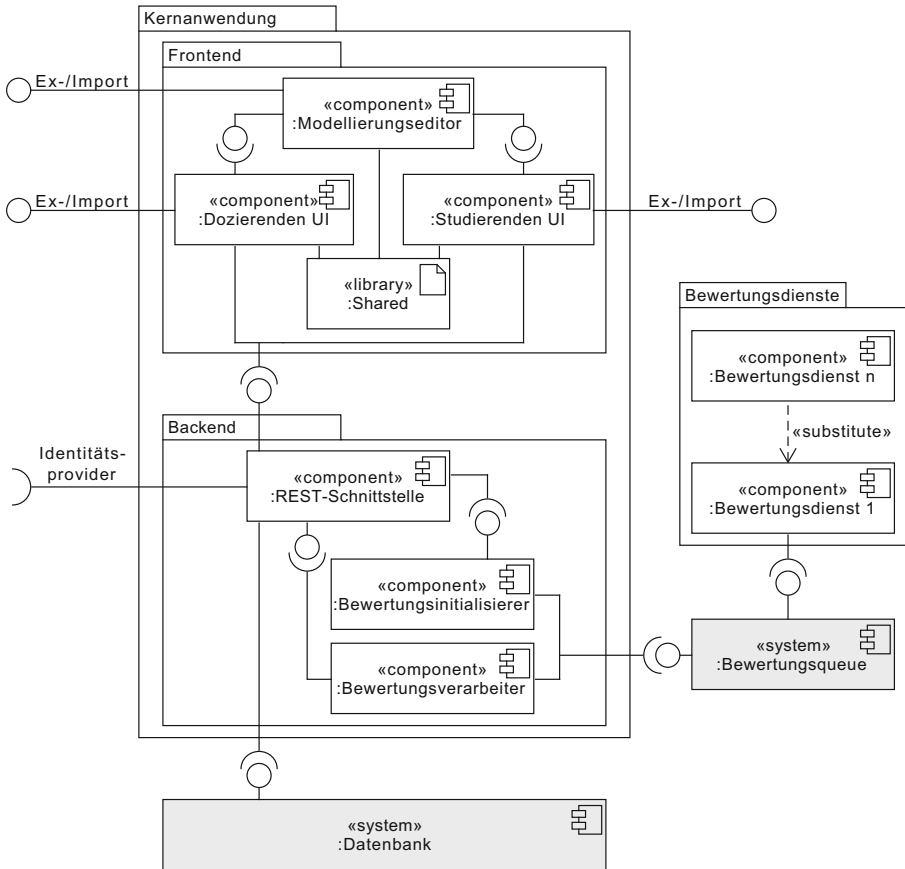 Kernanwendung
Frontend
Ex-/Import
«component»
:Modellierungseditor
Ex-/Import
«component»
:Dozierenden UI
«component»
:Studierenden UI
Ex-/Import
«library»
:Shared
Bewertungsdienste
«component»
:Bewertungsdienst n
«substitute»
«component»
:Bewertungsdienst 1
Backend
Identitäts-
provider
«component»
:REST-Schnittstelle
«component»
:Bewertungsinitialisierer
«component»
:Bewertungsverarbeiter
«system»
:Bewertungsqueue
«system»
:Datenbank